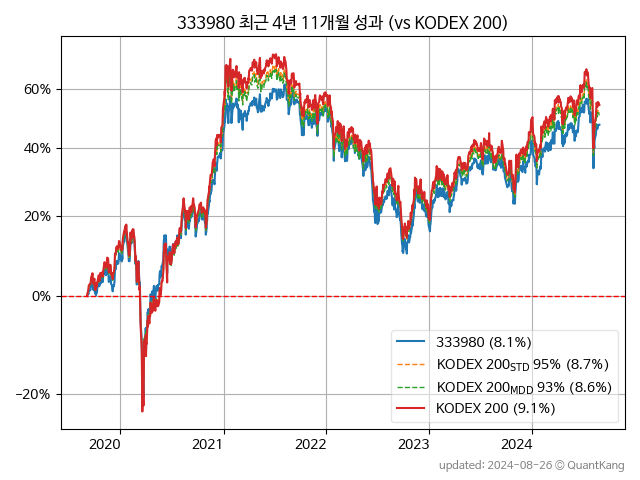 333980 최근 4년 11개월 성과 (vs KODEX 200)
60%
40%
20%
0%
−20%
333980 (8.1%)
KODEX 200STD 95% (8.7%)
KODEX 200MDD 93% (8.6%)
KODEX 200 (9.1%)
2020 2021 2022 2023 2024
updated: 2024-08-26 © QuantKang